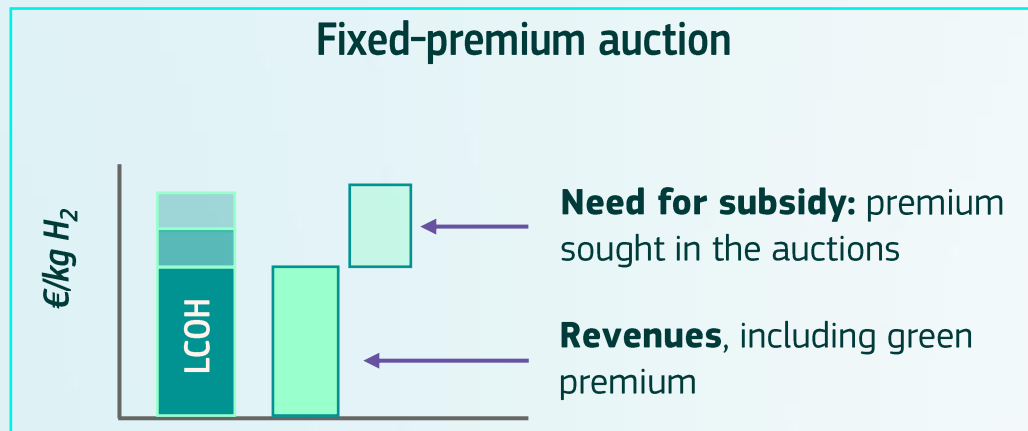 Fixed-premium auction
€/kg H₂
LCOH
Need for subsidy: premium
sought in the auctions
Revenues, including green
premium